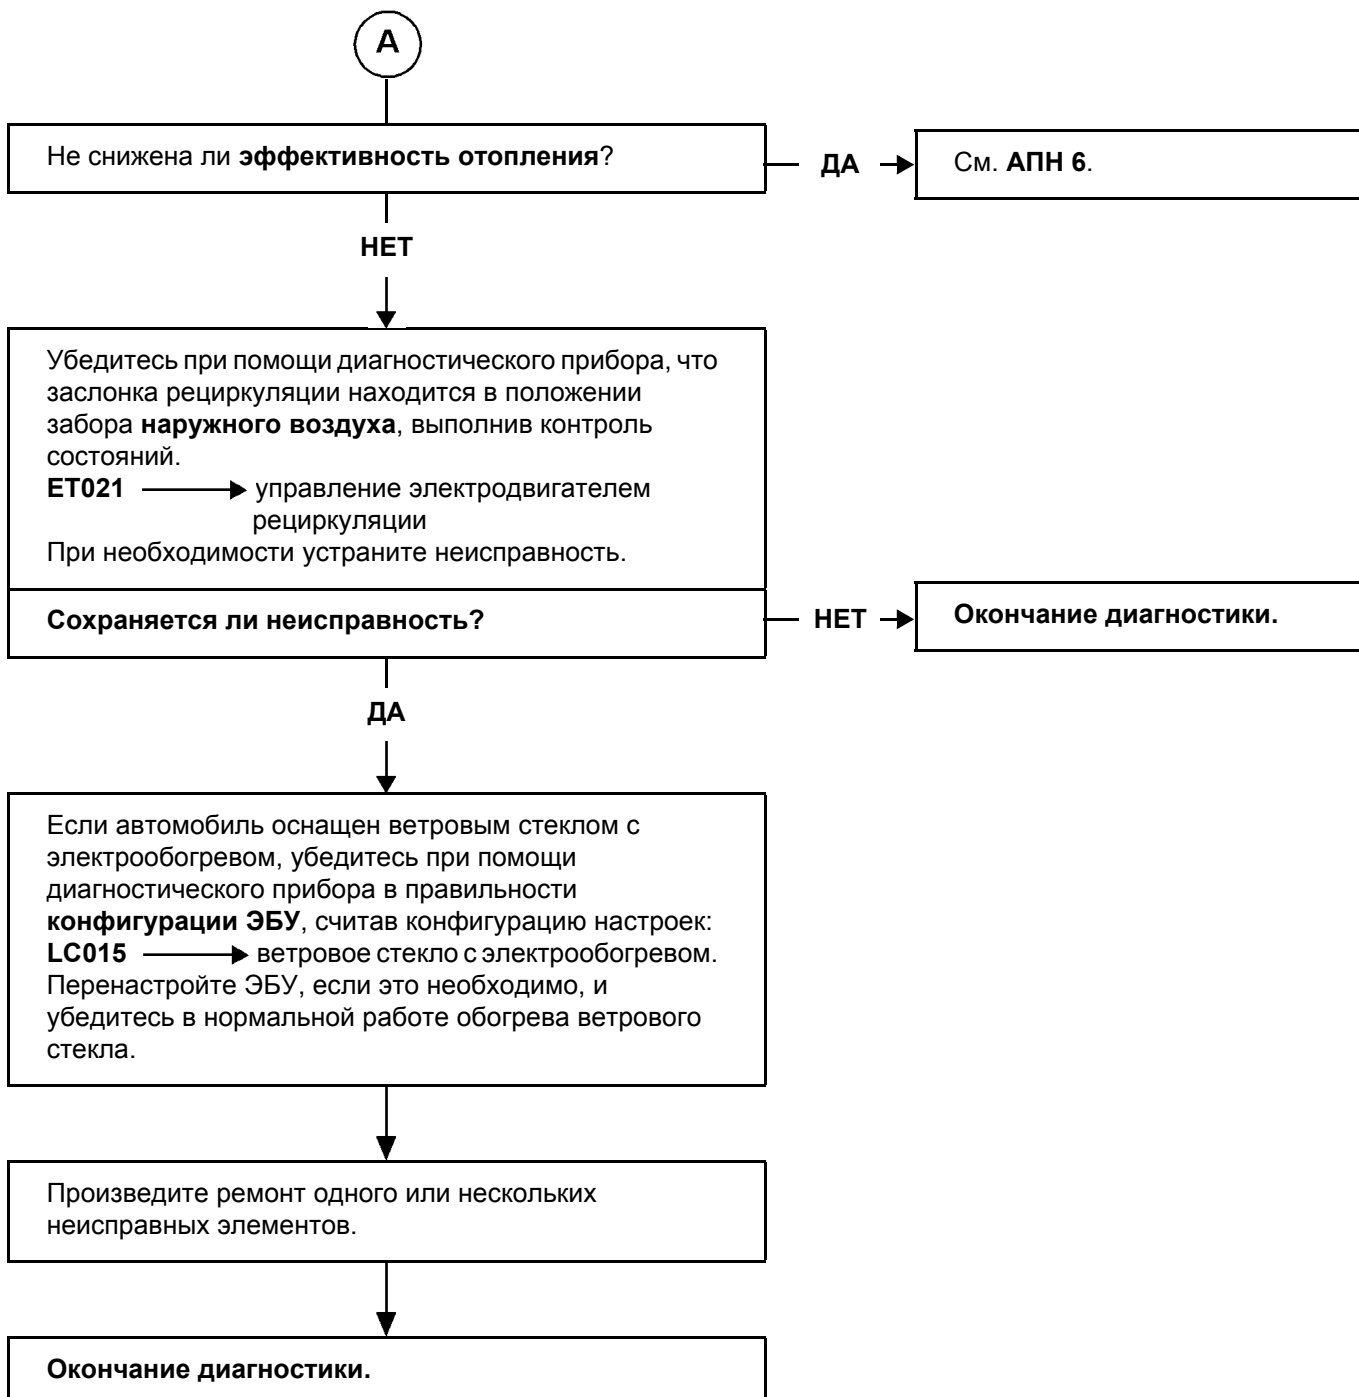 А
Не снижена ли эффективность отопления?
ДА
См. АПН 6.
НЕТ
Убедитесь при помощи диагностического прибора, что
заслонка рециркуляции находится в положении
забора наружного воздуха, выполнив контроль
состояний.
ET021 управление электродвигателем
рециркуляции
При необходимости устраните неисправность.
Сохраняется ли неисправность?
НЕТ
Окончание диагностики.
ДА
Если автомобиль оснащен ветровым стеклом с
электрообогревом, убедитесь при помощи
диагностического прибора в правильности
конфигурации ЭБУ, считав конфигурацию настроек:
LC015 ветровое стекло с электрообогревом.
Перенастройте ЭБУ, если это необходимо, и
убедитесь в нормальной работе обогрева ветрового
стекла.
Произведите ремонт одного или нескольких
неисправных элементов.
Окончание диагностики.